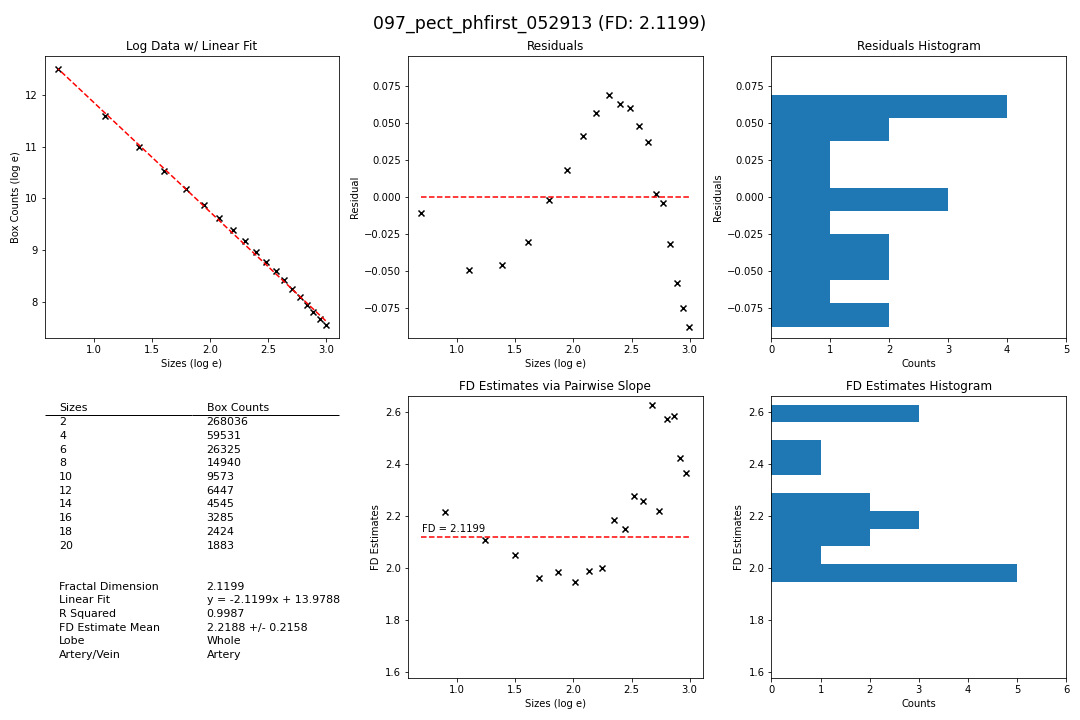 097_pect_phfirst_052913 (FD: 2.1199)
Log Data w/ Linear Fit
12
11
10
9
8
1.0 1.5 2.0 2.5 3.0
Box Counts (log e)
Sizes (log e)
Residuals
0.075
0.050
0.025
0.000
−0.025
−0.050
−0.075
1.0 1.5 2.0 2.5 3.0
Residual
Sizes (log e)
Residuals Histogram
0.075
0.050
0.025
0.000
−0.025
−0.050
−0.075
0 1 2 3 4 5
Residuals
Counts
Sizes Box Counts
2 268036
4 59531
6 26325
8 14940
10 9573
12 6447
14 4545
16 3285
18 2424
20 1883
Fractal Dimension 2.1199
Linear Fit y = -2.1199x + 13.9788
R Squared 0.9987
FD Estimate Mean 2.2188 +/- 0.2158
Lobe Whole
Artery/Vein Artery
FD Estimates via Pairwise Slope
2.6
2.4
2.2
2.0
1.8
1.6
FD = 2.1199
1.0 1.5 2.0 2.5 3.0
FD Estimates
Sizes (log e)
FD Estimates Histogram
2.6
2.4
2.2
2.0
1.8
1.6
0 1 2 3 4 5 6
FD Estimates
Counts